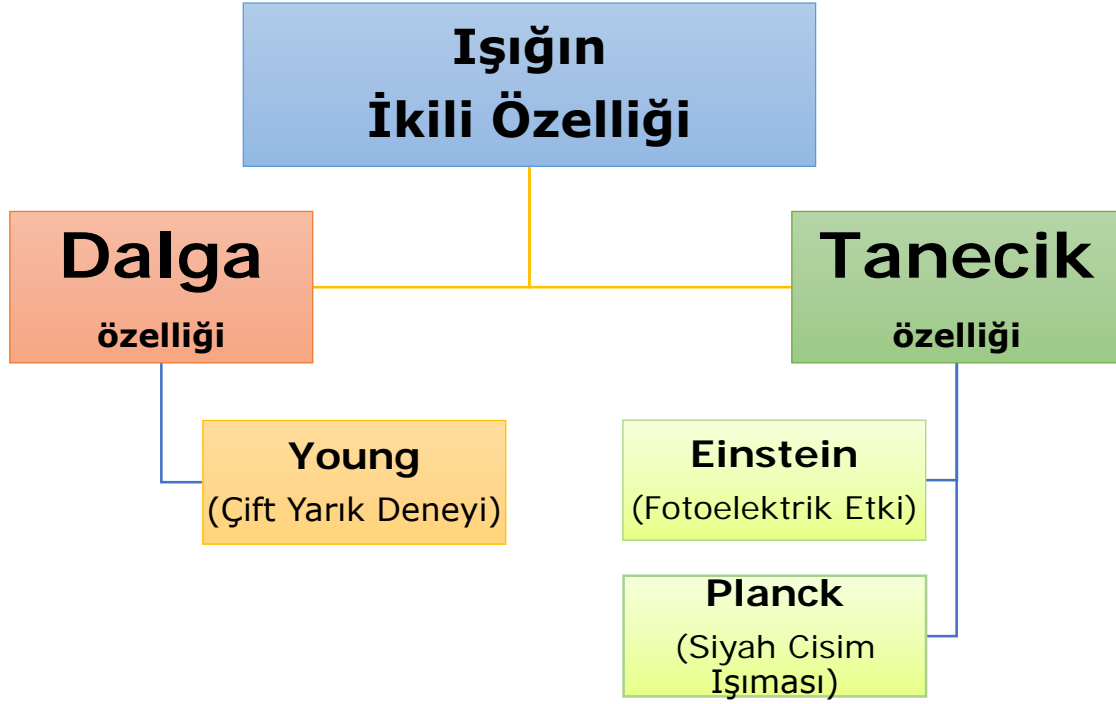 Işığın
İkili Özelliği
Dalga
özelliği
Tanecik
özelliği
Young
(Çift Yarık Deneyi)
Einstein
(Fotoelektrik Etki)
Planck
(Siyah Cisim
Işıması)